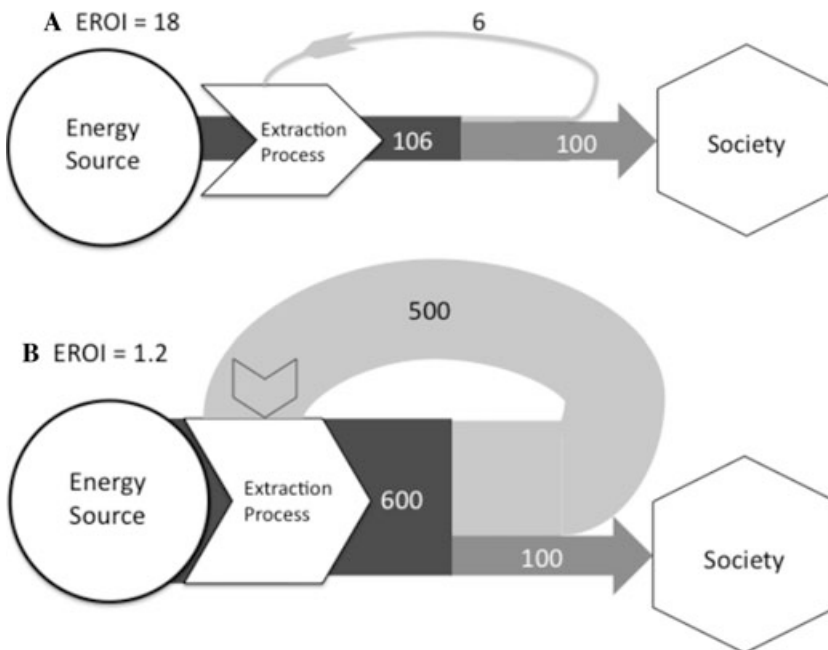 A EROI = 18
6
Energy
Source
Extraction
Process
106
100
Society
500
B EROI = 1.2
Energy
Source
Extraction
Process
600
100
Society